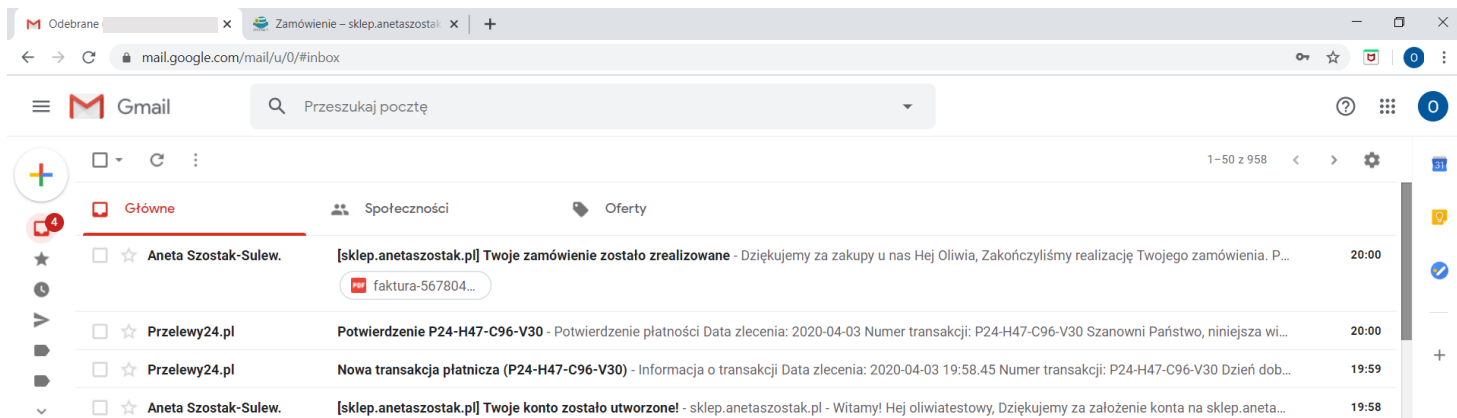 Odebrane
Zamówienie – sklep.anetaszostak
mail.google.com/mail/u/0/#inbox
O
Gmail
Przeszukaj pocztę
O
1–50 z 958
31
4
Główne
Społeczności
Oferty
Aneta Szostak-Sulew. [sklep.anetaszostak.pl] Twoje zamówienie zostało zrealizowane - Dziękujemy za zakupy u nas Hej Oliwia, Zakończyliśmy realizację Twojego zamówienia. P... 20:00
PDF faktura-567804...
Przelewy24.pl Potwierdzenie P24-H47-C96-V30 - Potwierdzenie płatności Data zlecenia: 2020-04-03 Numer transakcji: P24-H47-C96-V30 Szanowni Państwo, niniejsza wi... 20:00
Przelewy24.pl Nowa transakcja płatnicza (P24-H47-C96-V30) - Informacja o transakcji Data zlecenia: 2020-04-03 19:58.45 Numer transakcji: P24-H47-C96-V30 Dzień dob... 19:59
Aneta Szostak-Sulew. [sklep.anetaszostak.pl] Twoje konto zostało utworzone! - sklep.anetaszostak.pl - Witamy! Hej oliwiatestowy, Dziękujemy za założenie konta na sklep.aneta... 19:58